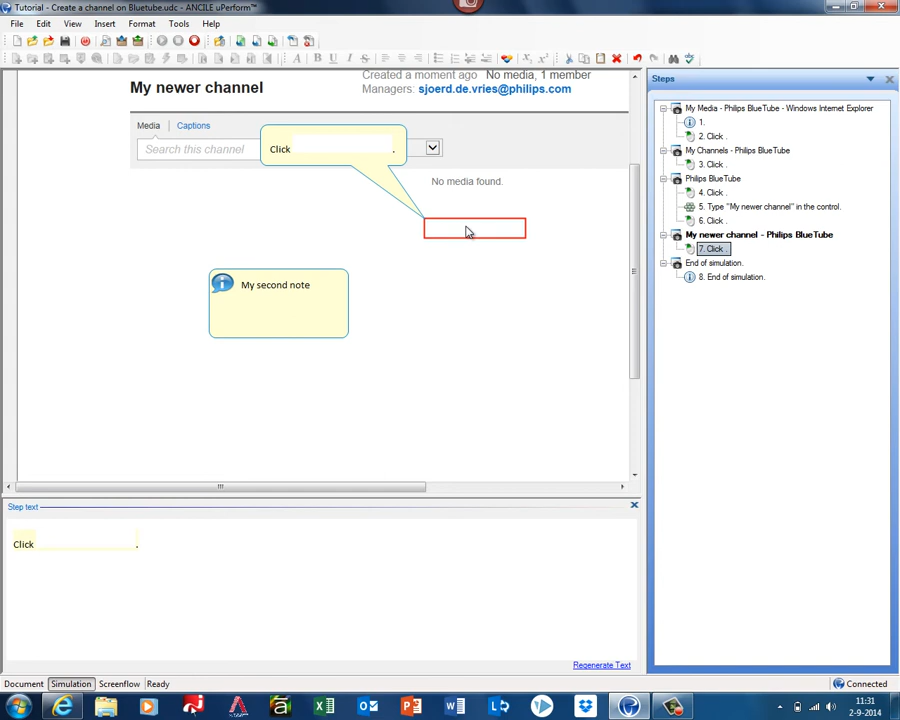 Tutorial - Create a channel on Bluetube.udc - ANCILE uPerform™
File Edit View Insert Format Tools Help
My newer channel
Created a moment ago No media, 1 member
Managers: sjoerd.de.vries@philips.com
Media Captions
Search this channel
Click .
No media found.
My second note
Step text
Click .
Regenerate Text
Steps
My Media - Philips BlueTube - Windows Internet Explorer
1.
2. Click .
My Channels - Philips BlueTube
3. Click .
Philips BlueTube
4. Click .
5. Type "My newer channel" in the control.
6. Click .
My newer channel - Philips BlueTube
7. Click .
End of simulation.
8. End of simulation.
Document Simulation Screenflow Ready
Connected
11:31
2-9-2014